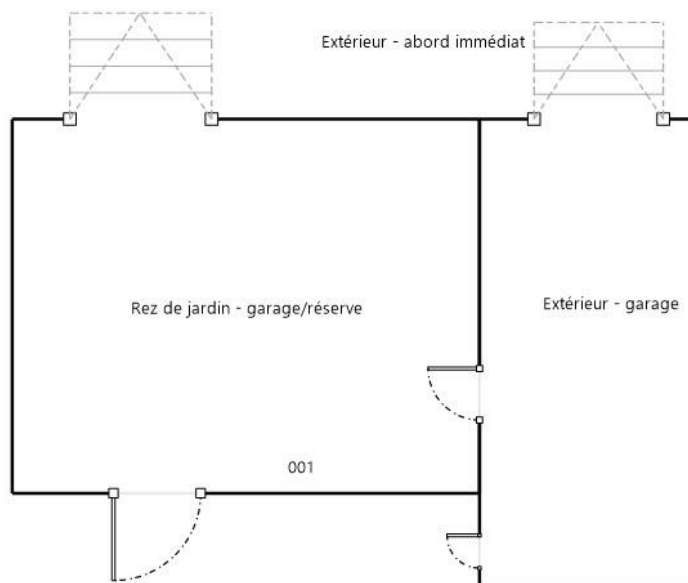 Extérieur - abord immédiat
Rez de jardin - garage/réserve
Extérieur - garage
001